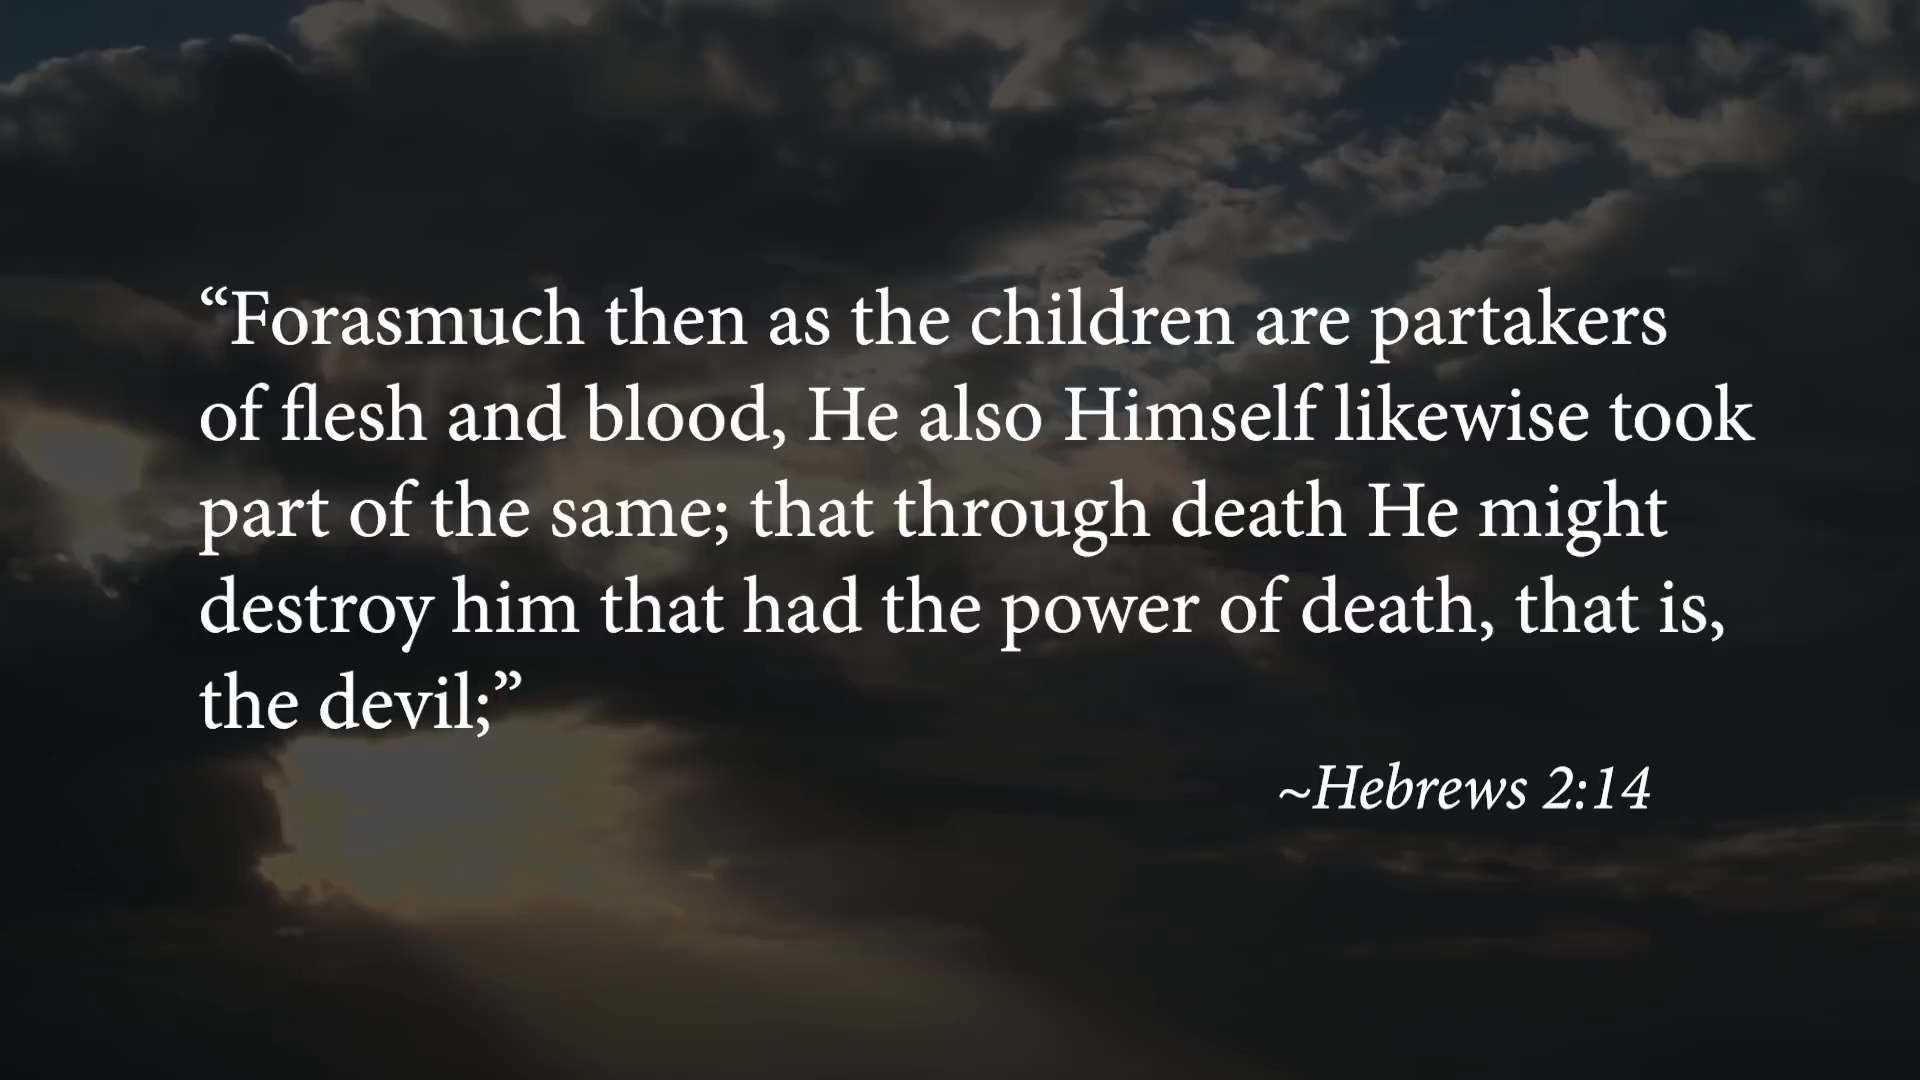 “Forasmuch then as the children are partakers
of flesh and blood, He also Himself likewise took
part of the same; that through death He might
destroy him that had the power of death, that is,
the devil;”
~Hebrews 2:14